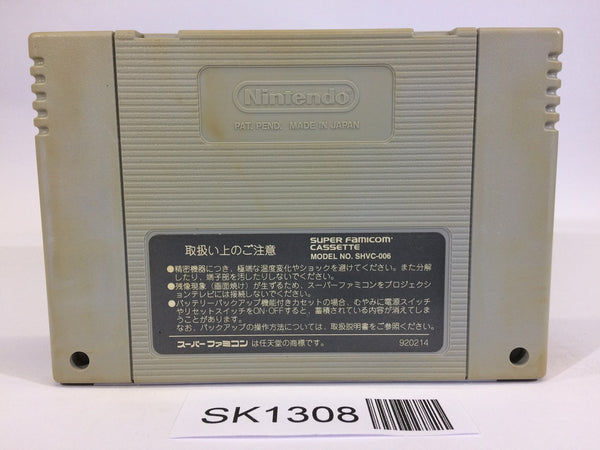 Nintendo
PAT. PEND. MADE IN JAPAN
取扱い上のご注意
SUPER FAMICOM
CASSETTE
MODEL NO. SHVC-006
●精密機器につき、極端な温度変化やショックを避けてください。また分解
したり、端子部を汚したりしないでください。
●残像現象（画面焼け）が生ずるため、スーパーファミコンをプロジェクシ
ョンテレビには接続しないでください。
●バッテリーバックアップ機能付きカセットの場合、むやみに電源スイッチ
やリセットスイッチをON・OFFすると、蓄積されている内容が消えてしま
うことがあります。
なお、バックアップの操作方法については、取扱説明書をご参照ください。
スーパーファミコン は任天堂の商標です。
920214
SK1308